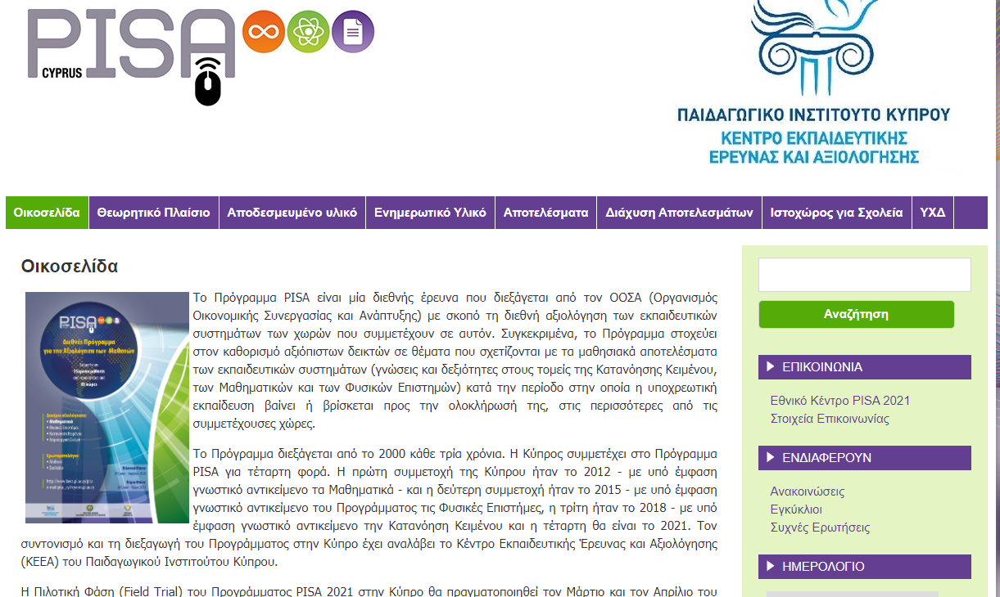 PISA
CYPRUS
ΠΑΙΔΑΓΩΓΙΚΟ ΙΝΣΤΙΤΟΥΤΟ ΚΥΠΡΟΥ
ΚΕΝΤΡΟ ΕΚΠΑΙΔΕΥΤΙΚΗΣ
ΕΡΕΥΝΑΣ ΚΑΙ ΑΞΙΟΛΟΓΗΣΗΣ
Οικοσελίδα Θεωρητικό Πλαίσιο Αποδεσμευμένο υλικό Ενημερωτικό Υλικό Αποτελέσματα Διάχυση Αποτελεσμάτων Ιστοχώρος για Σχολεία ΥΧΔ
Οικοσελίδα
PISA
Διεθνές Πρόγραμμα
για την Αξιολόγηση των Μαθητών
Το Πρόγραμμα PISA είναι μία διεθνής έρευνα που διεξάγεται από τον ΟΟΣΑ (Οργανισμός
Οικονομικής Συνεργασίας και Ανάπτυξης) με σκοπό τη διεθνή αξιολόγηση των εκπαιδευτικών
συστημάτων των χωρών που συμμετέχουν σε αυτόν. Συγκεκριμένα, το Πρόγραμμα στοχεύει
στον καθορισμό αξιόπιστων δεικτών σε θέματα που σχετίζονται με τα μαθησιακά αποτελέσματα
των εκπαιδευτικών συστημάτων (γνώσεις και δεξιότητες στους τομείς της Κατανόησης Κειμένου,
των Μαθηματικών και των Φυσικών Επιστημών) κατά την περίοδο στην οποία η υποχρεωτική
εκπαίδευση βαίνει ή βρίσκεται προς την ολοκλήρωσή της, στις περισσότερες από τις
συμμετέχουσες χώρες.
Το Πρόγραμμα διεξάγεται από το 2000 κάθε τρία χρόνια. Η Κύπρος συμμετέχει στο Πρόγραμμα
PISA για τέταρτη φορά. Η πρώτη συμμετοχή της Κύπρου ήταν το 2012 - με υπό έμφαση
γνωστικό αντικείμενο τα Μαθηματικά - και η δεύτερη συμμετοχή ήταν το 2015 - με υπό έμφαση
γνωστικό αντικείμενο του Προγράμματος τις Φυσικές Επιστήμες, η τρίτη ήταν το 2018 - με υπό
έμφαση γνωστικό αντικείμενο την Κατανόηση Κειμένου και η τέταρτη θα είναι το 2021. Τον
συντονισμό και τη διεξαγωγή του Προγράμματος στην Κύπρο έχει αναλάβει το Κέντρο Εκπαιδευτικής Έρευνας και Αξιολόγησης
(ΚΕΕΑ) του Παιδαγωγικού Ινστιτούτου Κύπρου.
Η Πιλοτική Φάση (Field Trial) του Προγράμματος PISA 2021 στην Κύπρο θα πραγματοποιηθεί τον Μάρτιο και τον Απρίλιο του
Αναζήτηση
ΕΠΙΚΟΙΝΩΝΙΑ
Εθνικό Κέντρο PISA 2021
Στοιχεία Επικοινωνίας
ΕΝΔΙΑΦΕΡΟΥΝ
Ανακοινώσεις
Εγκύκλιοι
Συχνές Ερωτήσεις
ΗΜΕΡΟΛΟΓΙΟ